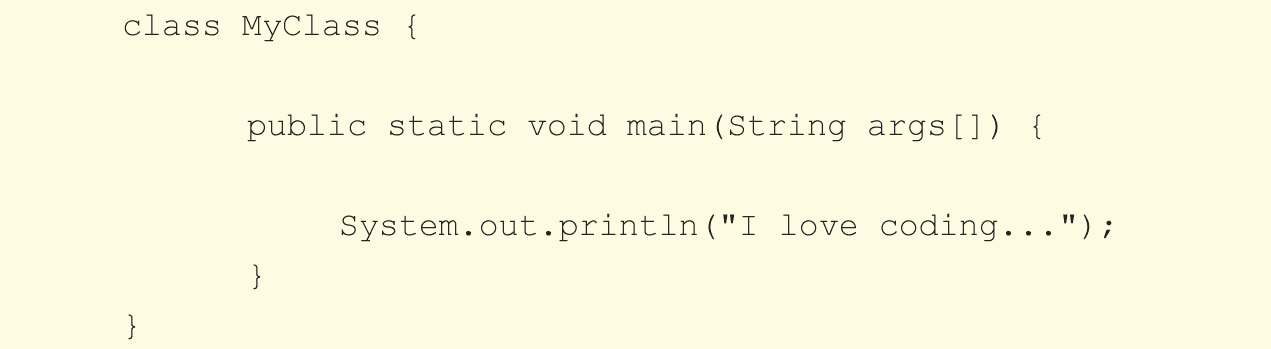 class MyClass {
public static void main(String args[]) {
System.out.println("I love coding...");
}
}